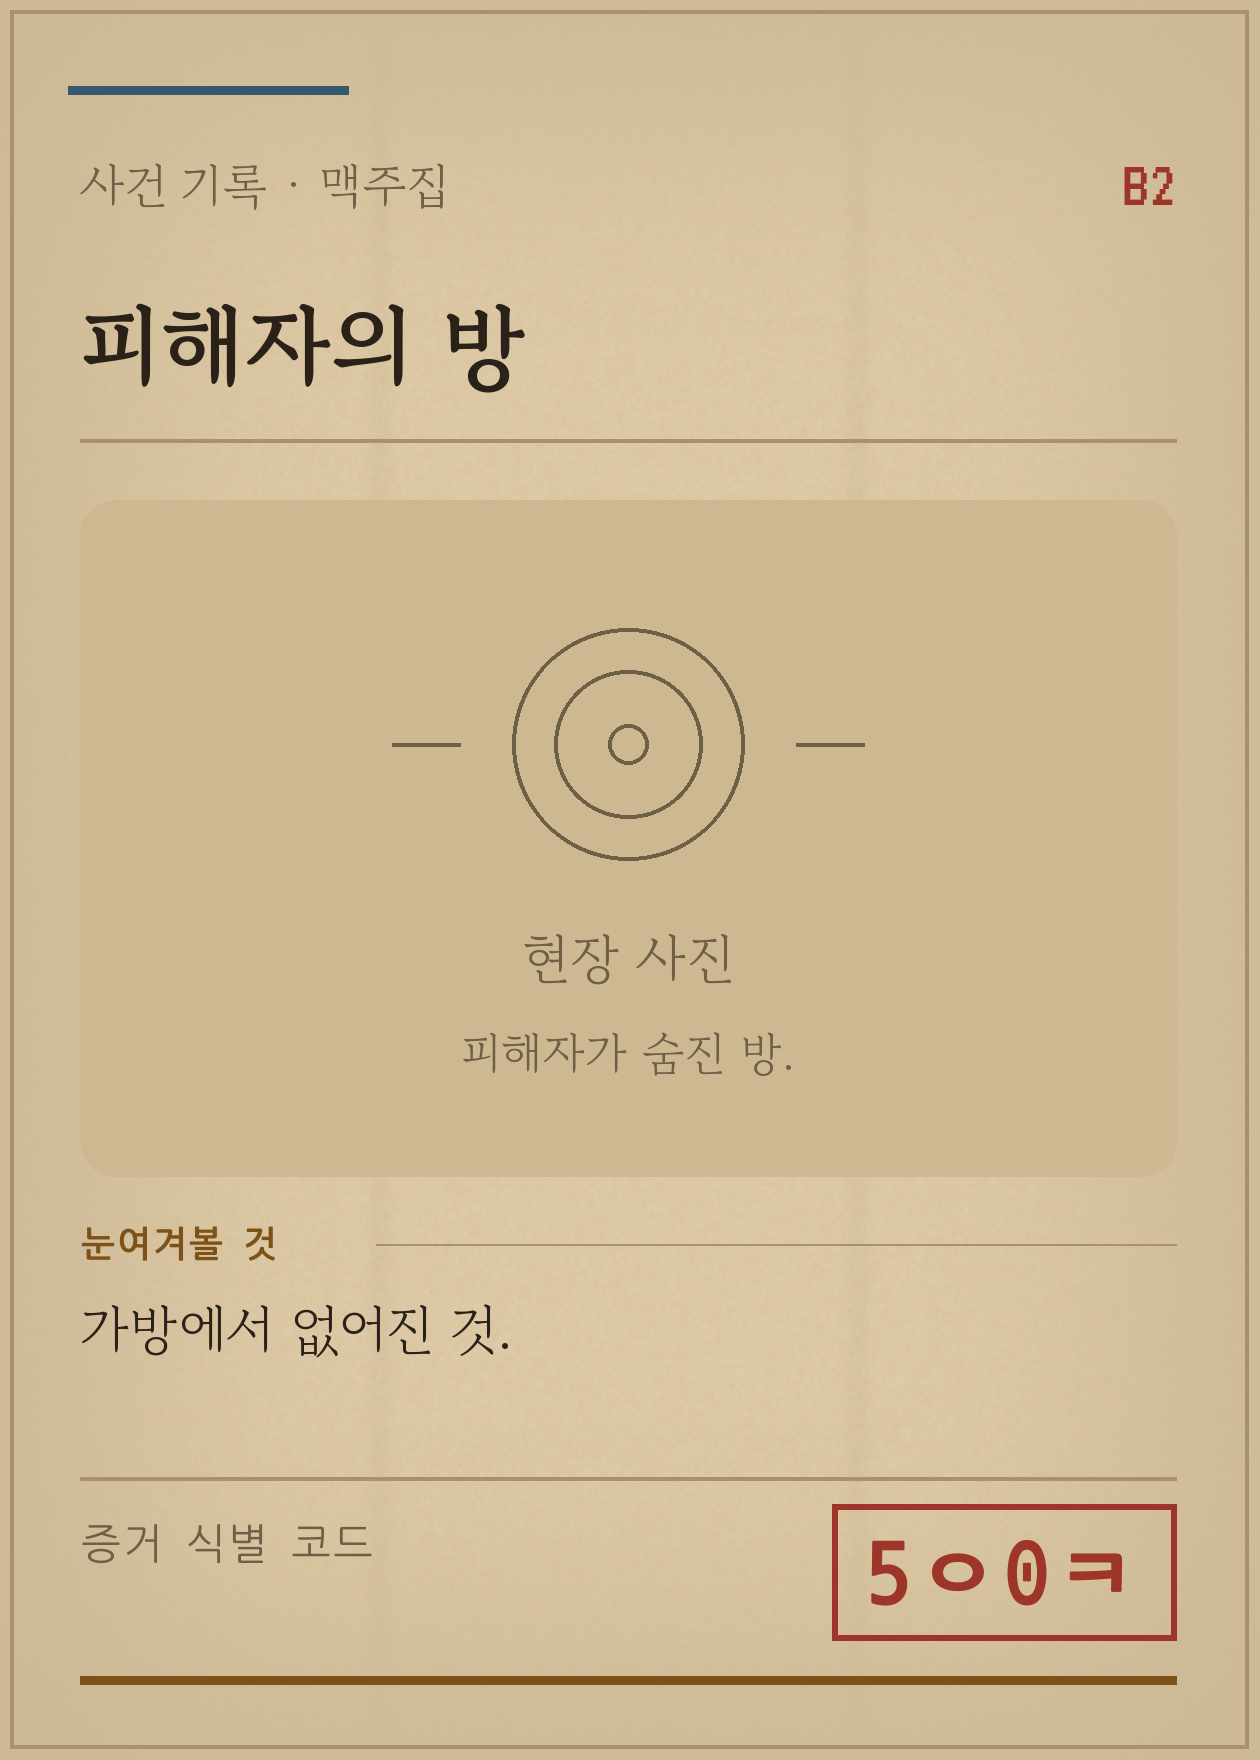 사건 기록 · 맥주집
B2
피해자의 방
현장 사진
피해자가 숨진 방.
눈여겨볼 것
가방에서 없어진 것.
증거 식별 코드
5ㅇ0ㅋ